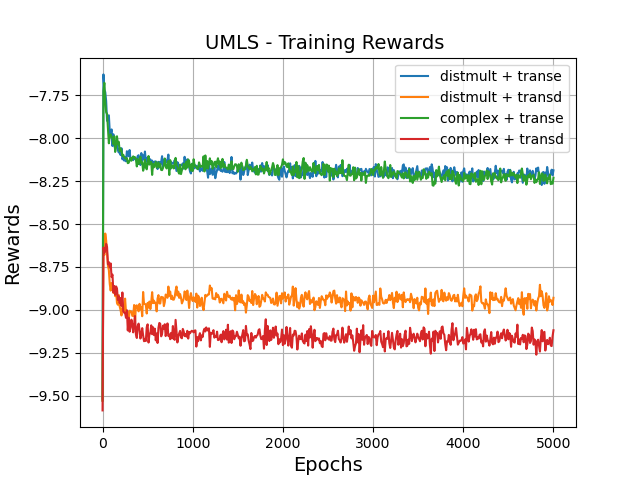 UMLS - Training Rewards
distmult + transe
distmult + transd
complex + transe
complex + transd
Rewards
−7.75
−8.00
−8.25
−8.50
−8.75
−9.00
−9.25
−9.50
0 1000 2000 3000 4000 5000
Epochs